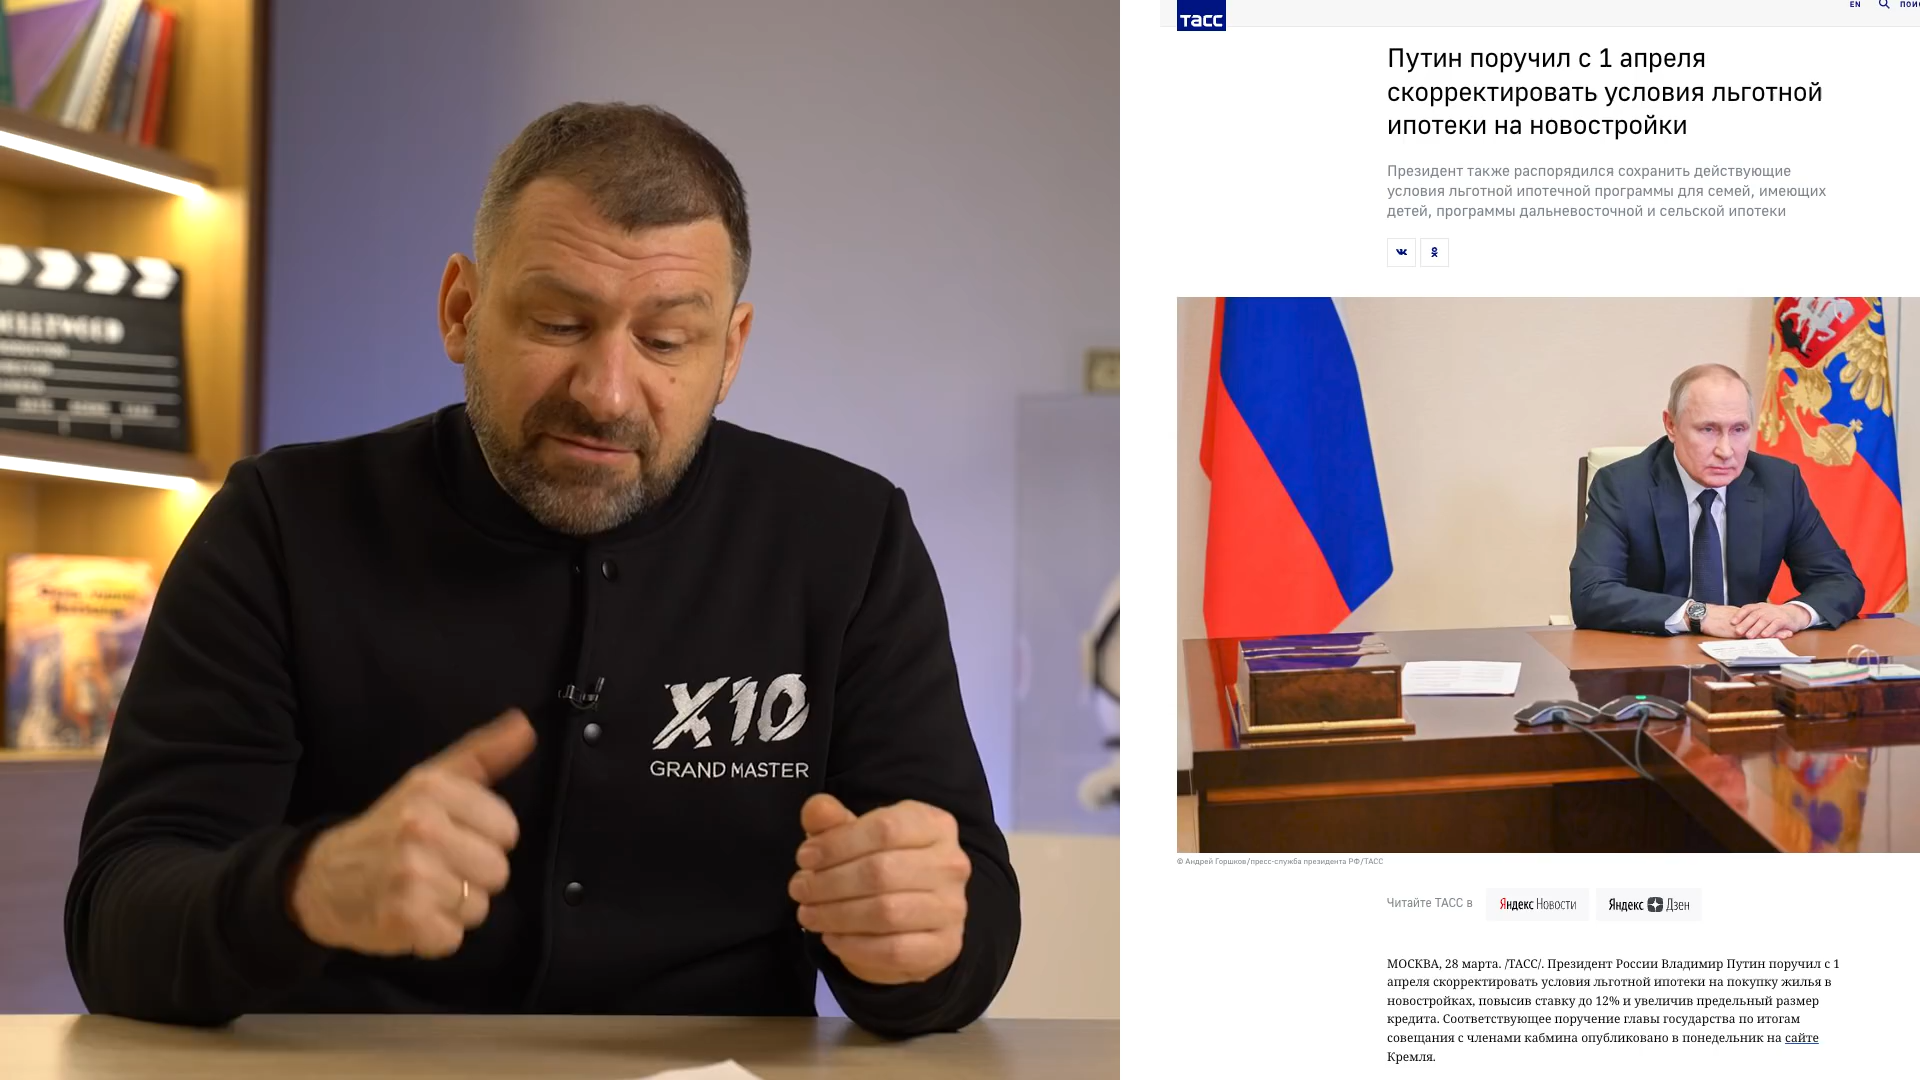 X10
GRAND MASTER
ТАСС
EN
Путин поручил с 1 апреля
скорректировать условия льготной
ипотеки на новостройки
Президент также распорядился сохранить действующие
условия льготной ипотечной программы для семей, имеющих
детей, программы дальневосточной и сельской ипотеки
© Андрей Горшков/пресс-служба президента РФ/ТАСС
Читайте ТАСС в
Яндекс Новости
Яндекс Дзен
МОСКВА, 28 марта. /ТАСС/. Президент России Владимир Путин поручил с 1
апреля скорректировать условия льготной ипотеки на покупку жилья в
новостройках, повысив ставку до 12% и увеличив предельный размер
кредита. Соответствующее поручение главы государства по итогам
совещания с членами кабмина опубликовано в понедельник на сайте
Кремля.